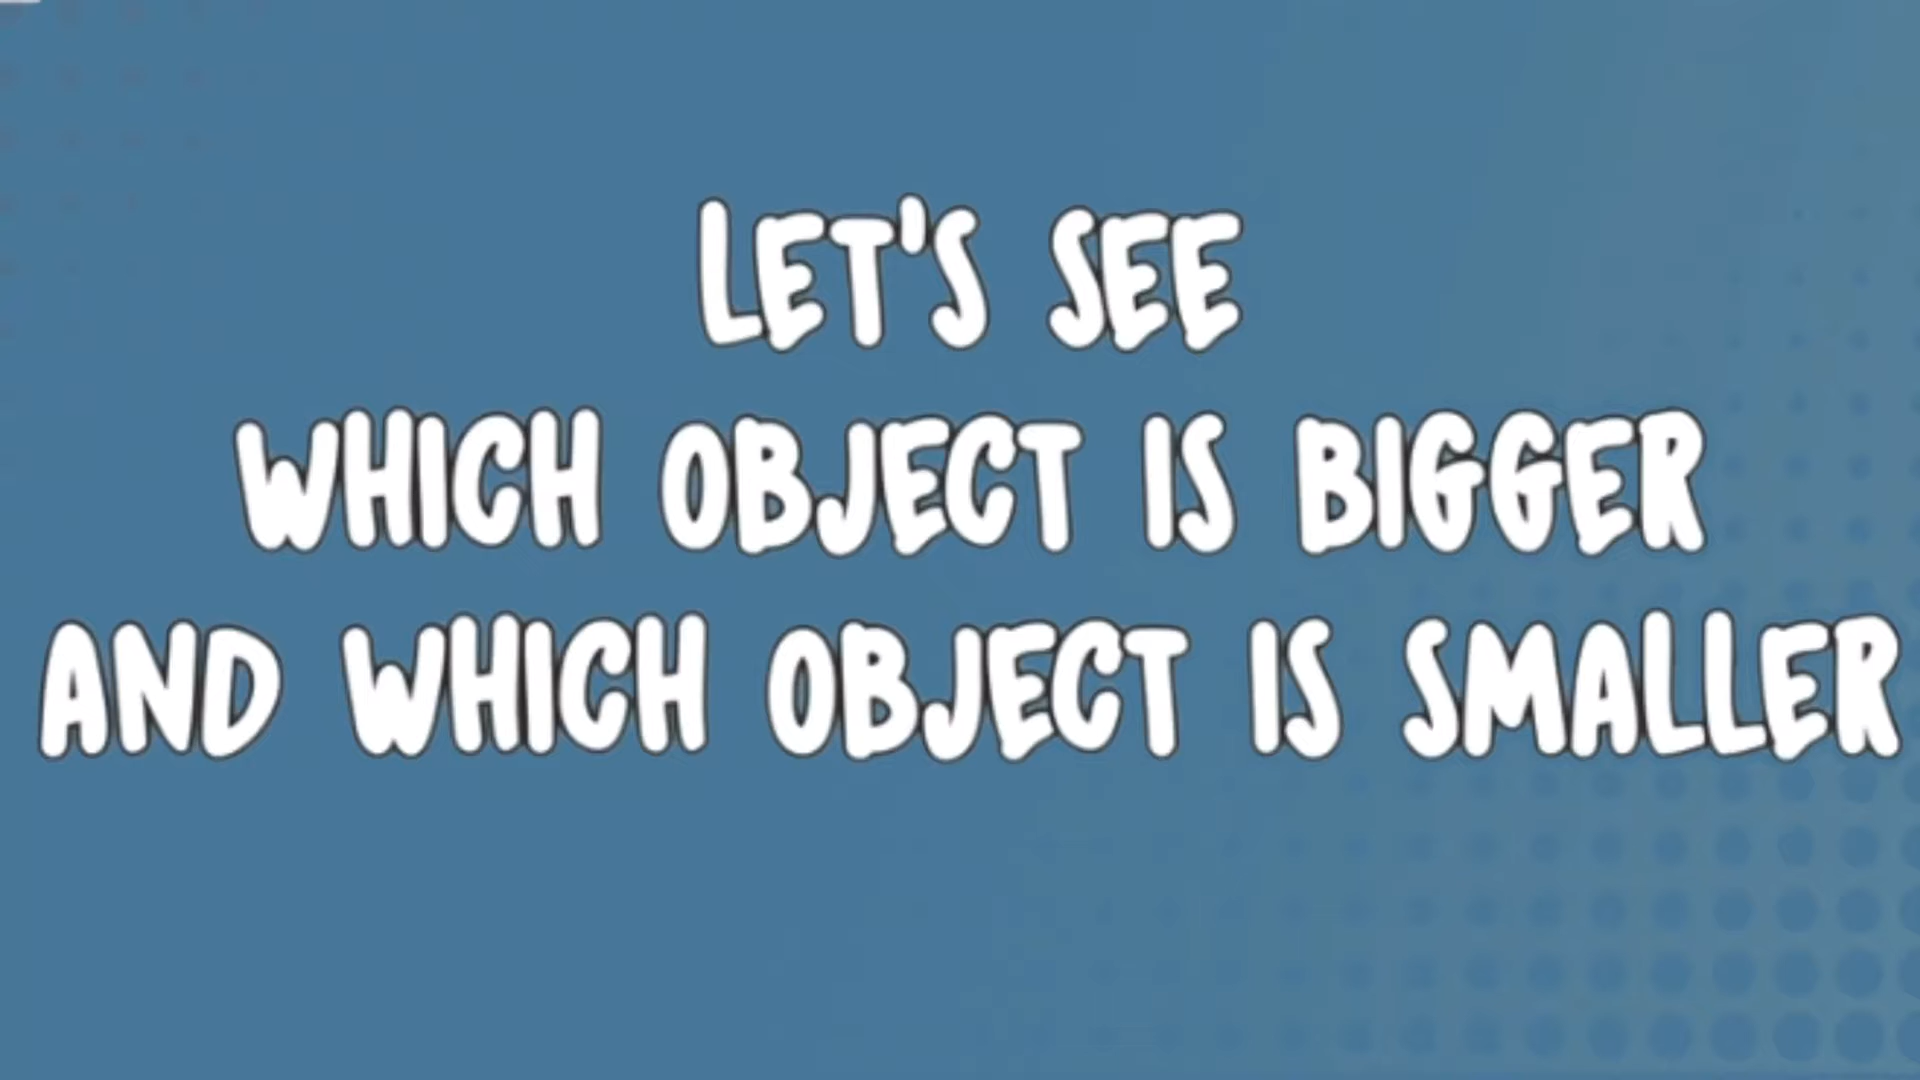 LET'S SEE
WHICH OBJECT IS BIGGER
AND WHICH OBJECT IS SMALLER